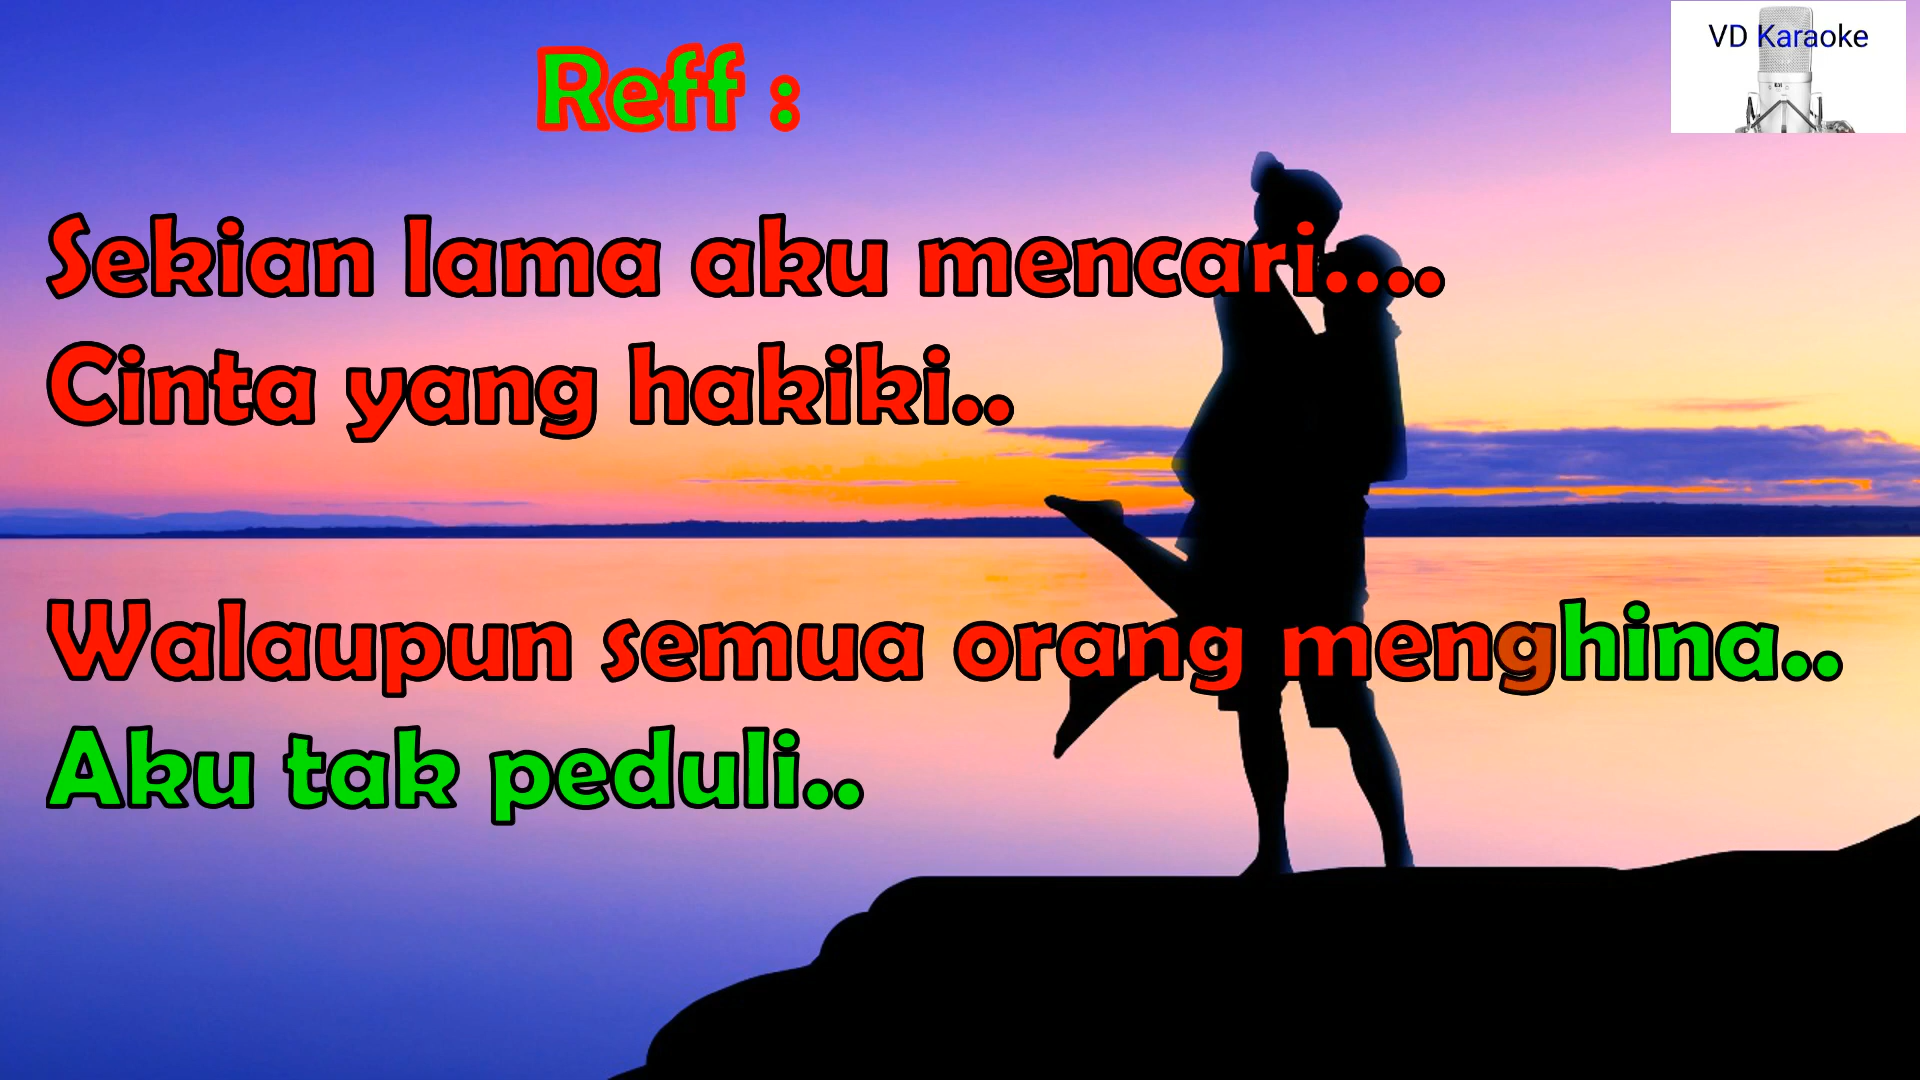 VD Karaoke
Reff :
Sekian lama aku mencari....
Cinta yang hakiki..
Walaupun semua orang menghina..
Aku tak peduli..